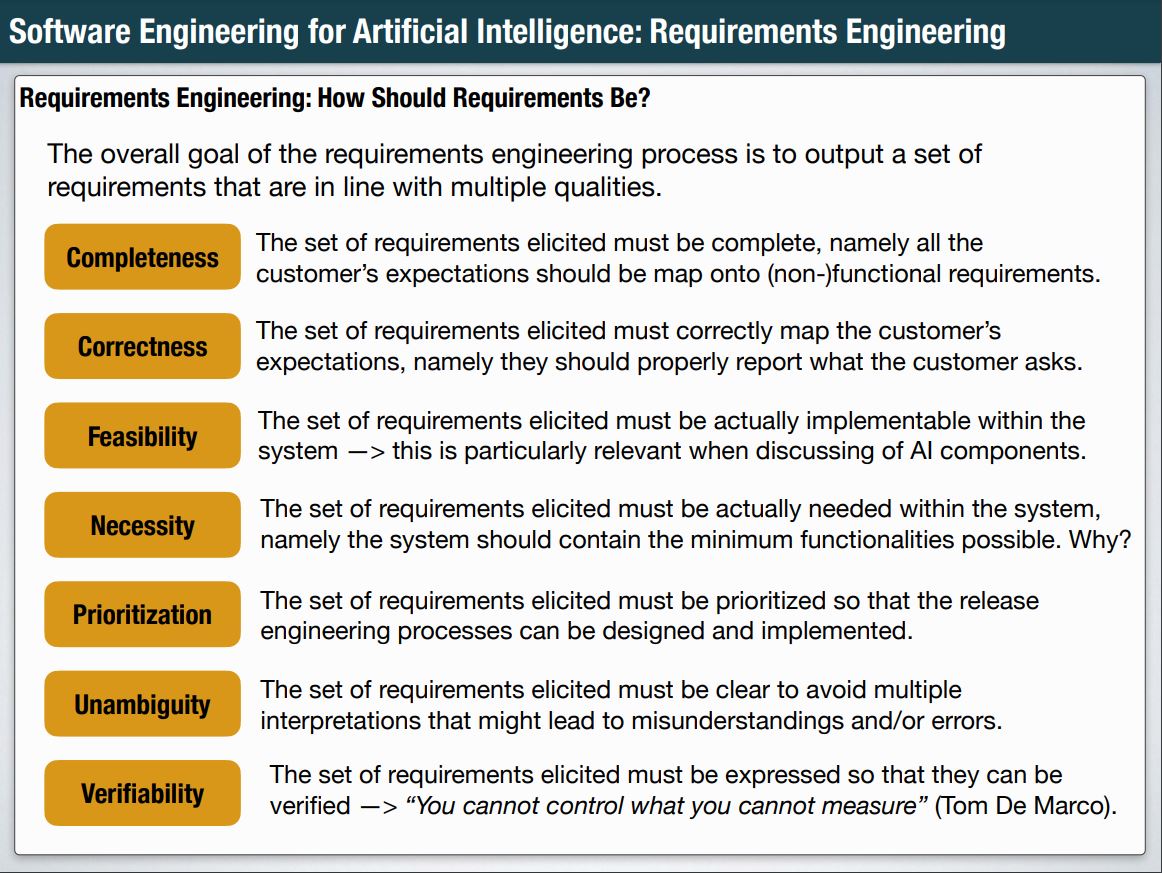 Software Engineering for Artificial Intelligence: Requirements Engineering
Requirements Engineering: How Should Requirements Be?
The overall goal of the requirements engineering process is to output a set of
requirements that are in line with multiple qualities.
Completeness
The set of requirements elicited must be complete, namely all the
customer’s expectations should be map onto (non-)functional requirements.
Correctness
The set of requirements elicited must correctly map the customer’s
expectations, namely they should properly report what the customer asks.
Feasibility
The set of requirements elicited must be actually implementable within the
system —> this is particularly relevant when discussing of AI components.
Necessity
The set of requirements elicited must be actually needed within the system,
namely the system should contain the minimum functionalities possible. Why?
Prioritization
The set of requirements elicited must be prioritized so that the release
engineering processes can be designed and implemented.
Unambiguity
The set of requirements elicited must be clear to avoid multiple
interpretations that might lead to misunderstandings and/or errors.
Verifiability
The set of requirements elicited must be expressed so that they can be
verified —> “You cannot control what you cannot measure” (Tom De Marco).